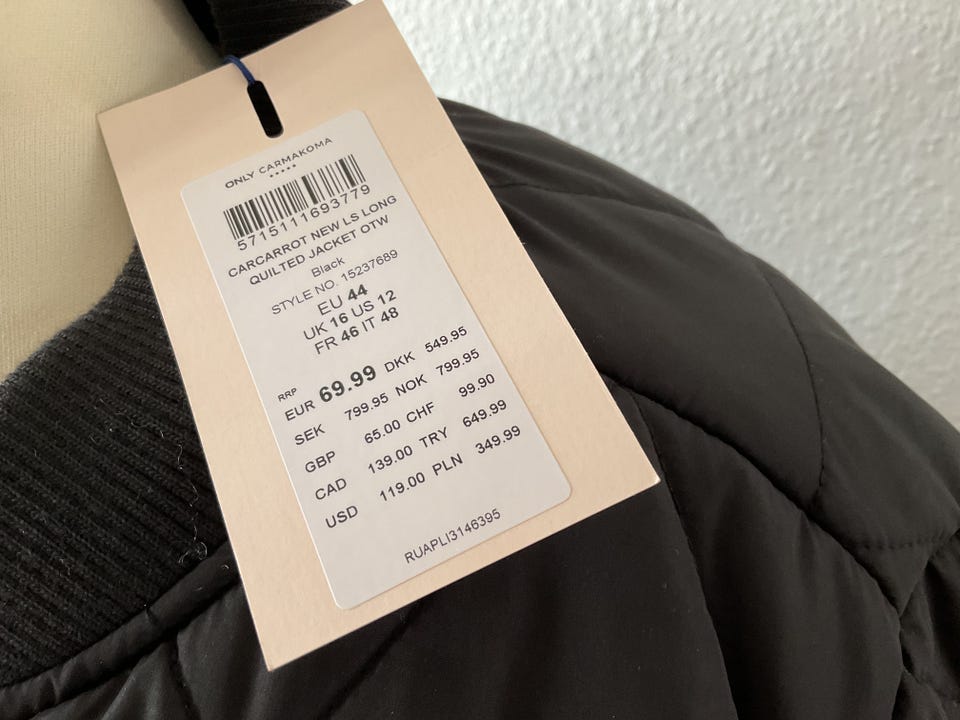 ONLY CARMAKOMA
5715111693779
CARCARROT NEW LS LONG
QUILTED JACKET OTW
Black
STYLE NO. 15237689
EU 44
UK 16 US 12
FR 46 IT 48
RRP
EUR 69.99 DKK 549.95
SEK 799.95 NOK 799.95
GBP 65.00 CHF 99.90
CAD 139.00 TRY 649.99
USD 119.00 PLN 349.99
RUAPLI3146395